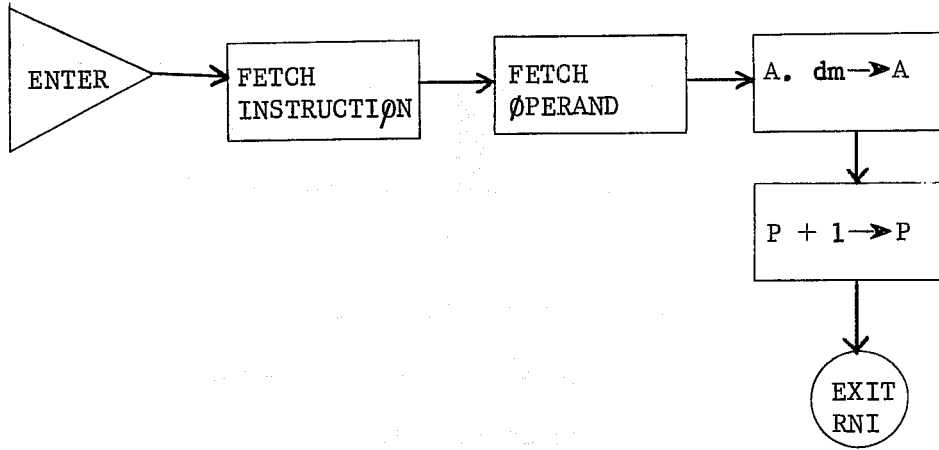 ENTER
FETCH
INSTRUCTIØN
FETCH
ØPERAND
A. dm→A
P + 1→P
EXIT
RNI